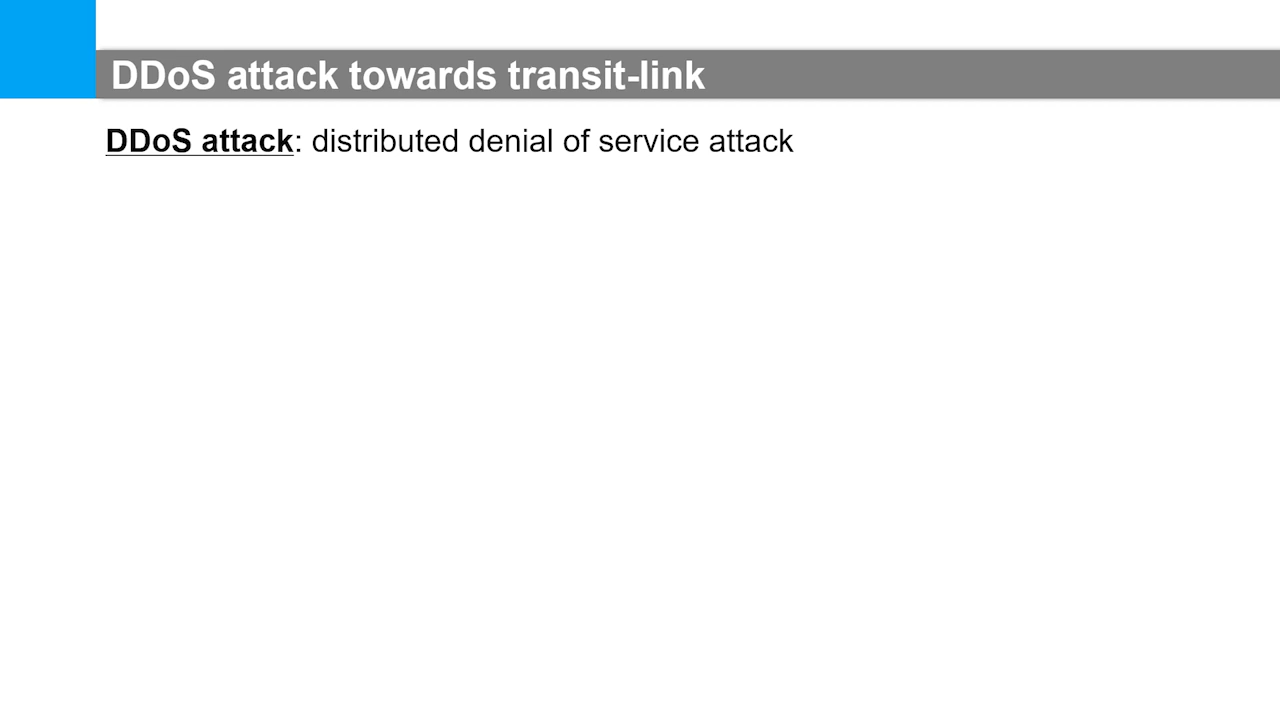 DDoS attack towards transit-link
DDoS attack: distributed denial of service attack